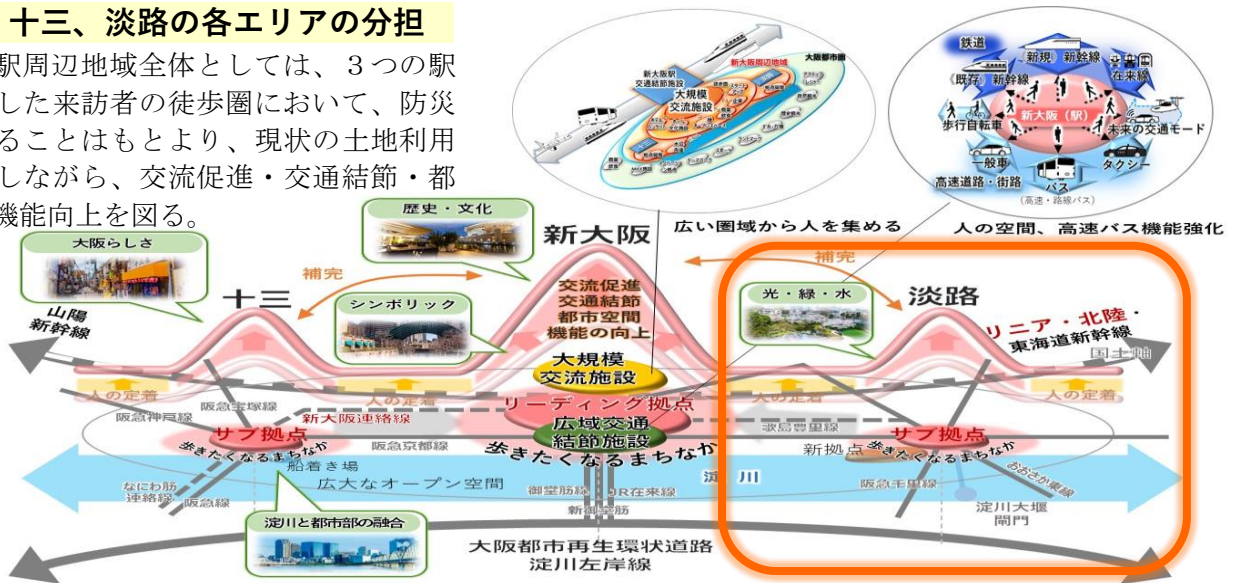 十三、淡路の各エリアの分担
駅周辺地域全体としては、３つの駅
した来訪者の徒歩圏において、防災
ることはもとより、現状の土地利用
しながら、交流促進・交通結節・都
機能向上を図る。
大阪都市圏
新大阪周辺地域
新大阪駅
交通結節施設
大規模
交流施設
鉄道
(既存) 新幹線
(新規) 新幹線
在来線
歩行自転車
新大阪（駅）
未来の交通モード
一般車
タクシー
高速道路・街路
バス
(高速・路線バス)
広い圏域から人を集める
人の空間、高速バス機能強化
大阪らしさ
歴史・文化
シンボリック
光・緑・水
補完
補完
十三
新大阪
淡路
交流促進
交通結節
都市空間
機能の向上
山陽
新幹線
リニア・北陸・
東海道新幹線
国土軸
大規模
交流施設
人の定着
人の定着
人の定着
人の定着
阪急神戸線
阪急宝塚線
新大阪連絡線
リーディング拠点
歌島豊里線
サブ拠点
阪急京都線
広域交通
結節施設
新拠点
サブ拠点
歩きたくなるまちなか
歩きたくなるまちなか
歩きたくなるまちなか
船着き場
広大なオープン空間
淀川
なにわ筋
連絡線
阪急線
御堂筋線
JR在来線
新御堂筋
阪急千里線
おおさか東線
淀川大堰
閘門
淀川と都市部の融合
大阪都市再生環状道路
淀川左岸線